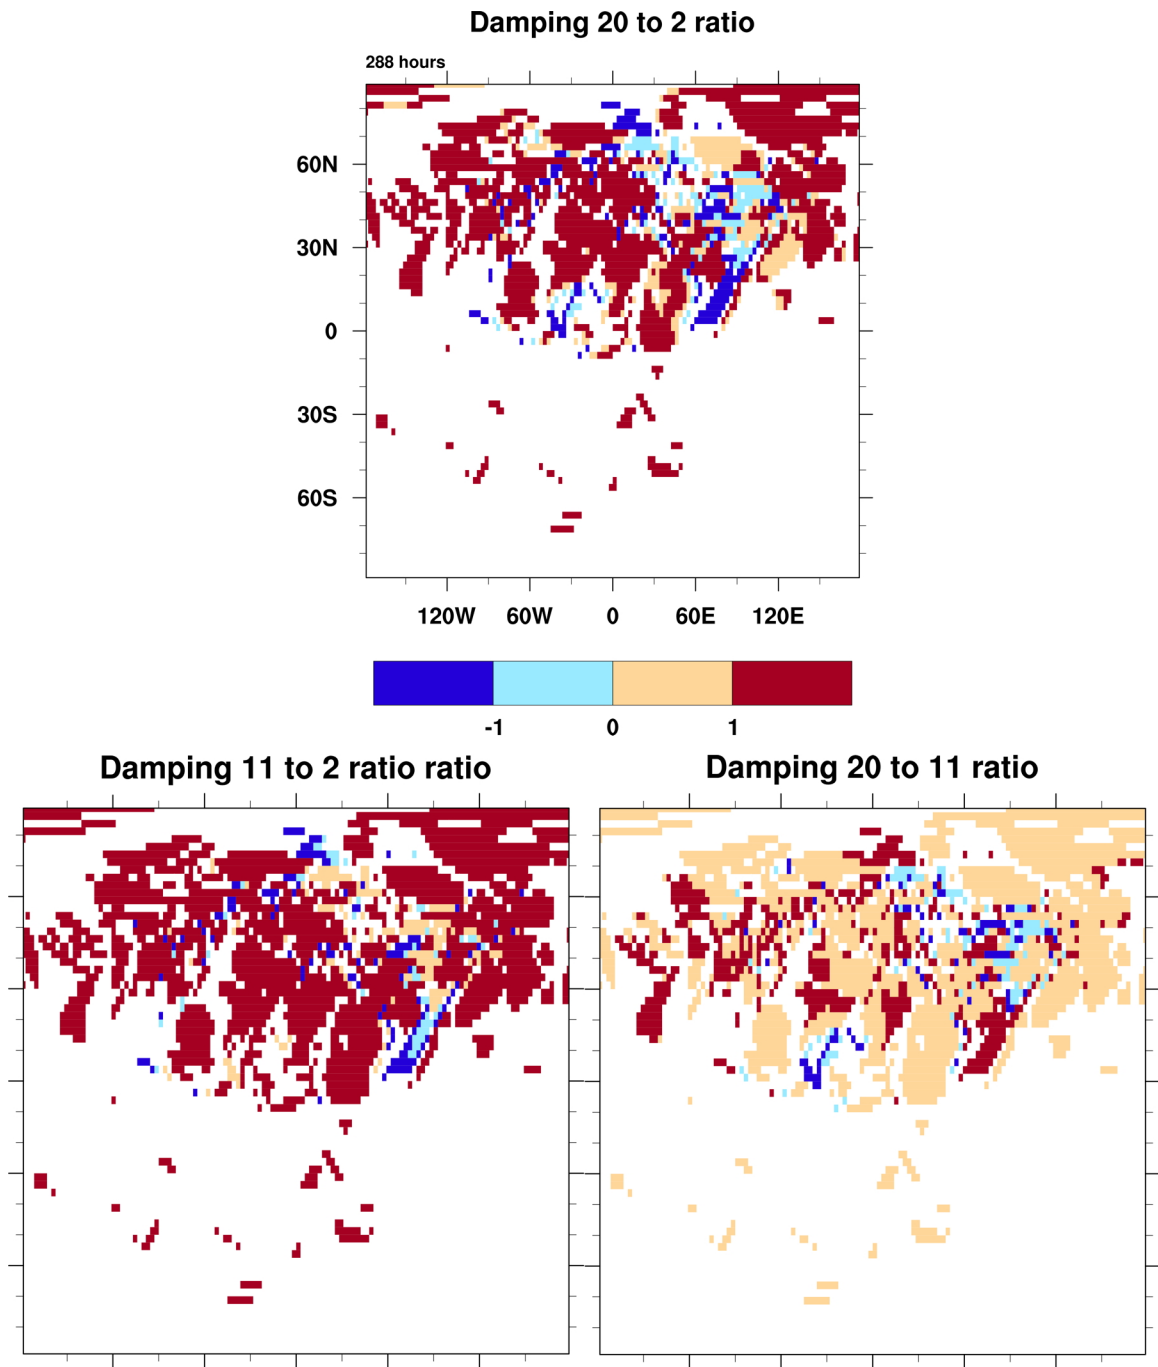 Damping 20 to 2 ratio
288 hours
60N
30N
0
30S
60S
120W 60W 0 60E 120E
-1 0 1
Damping 11 to 2 ratio ratio
Damping 20 to 11 ratio